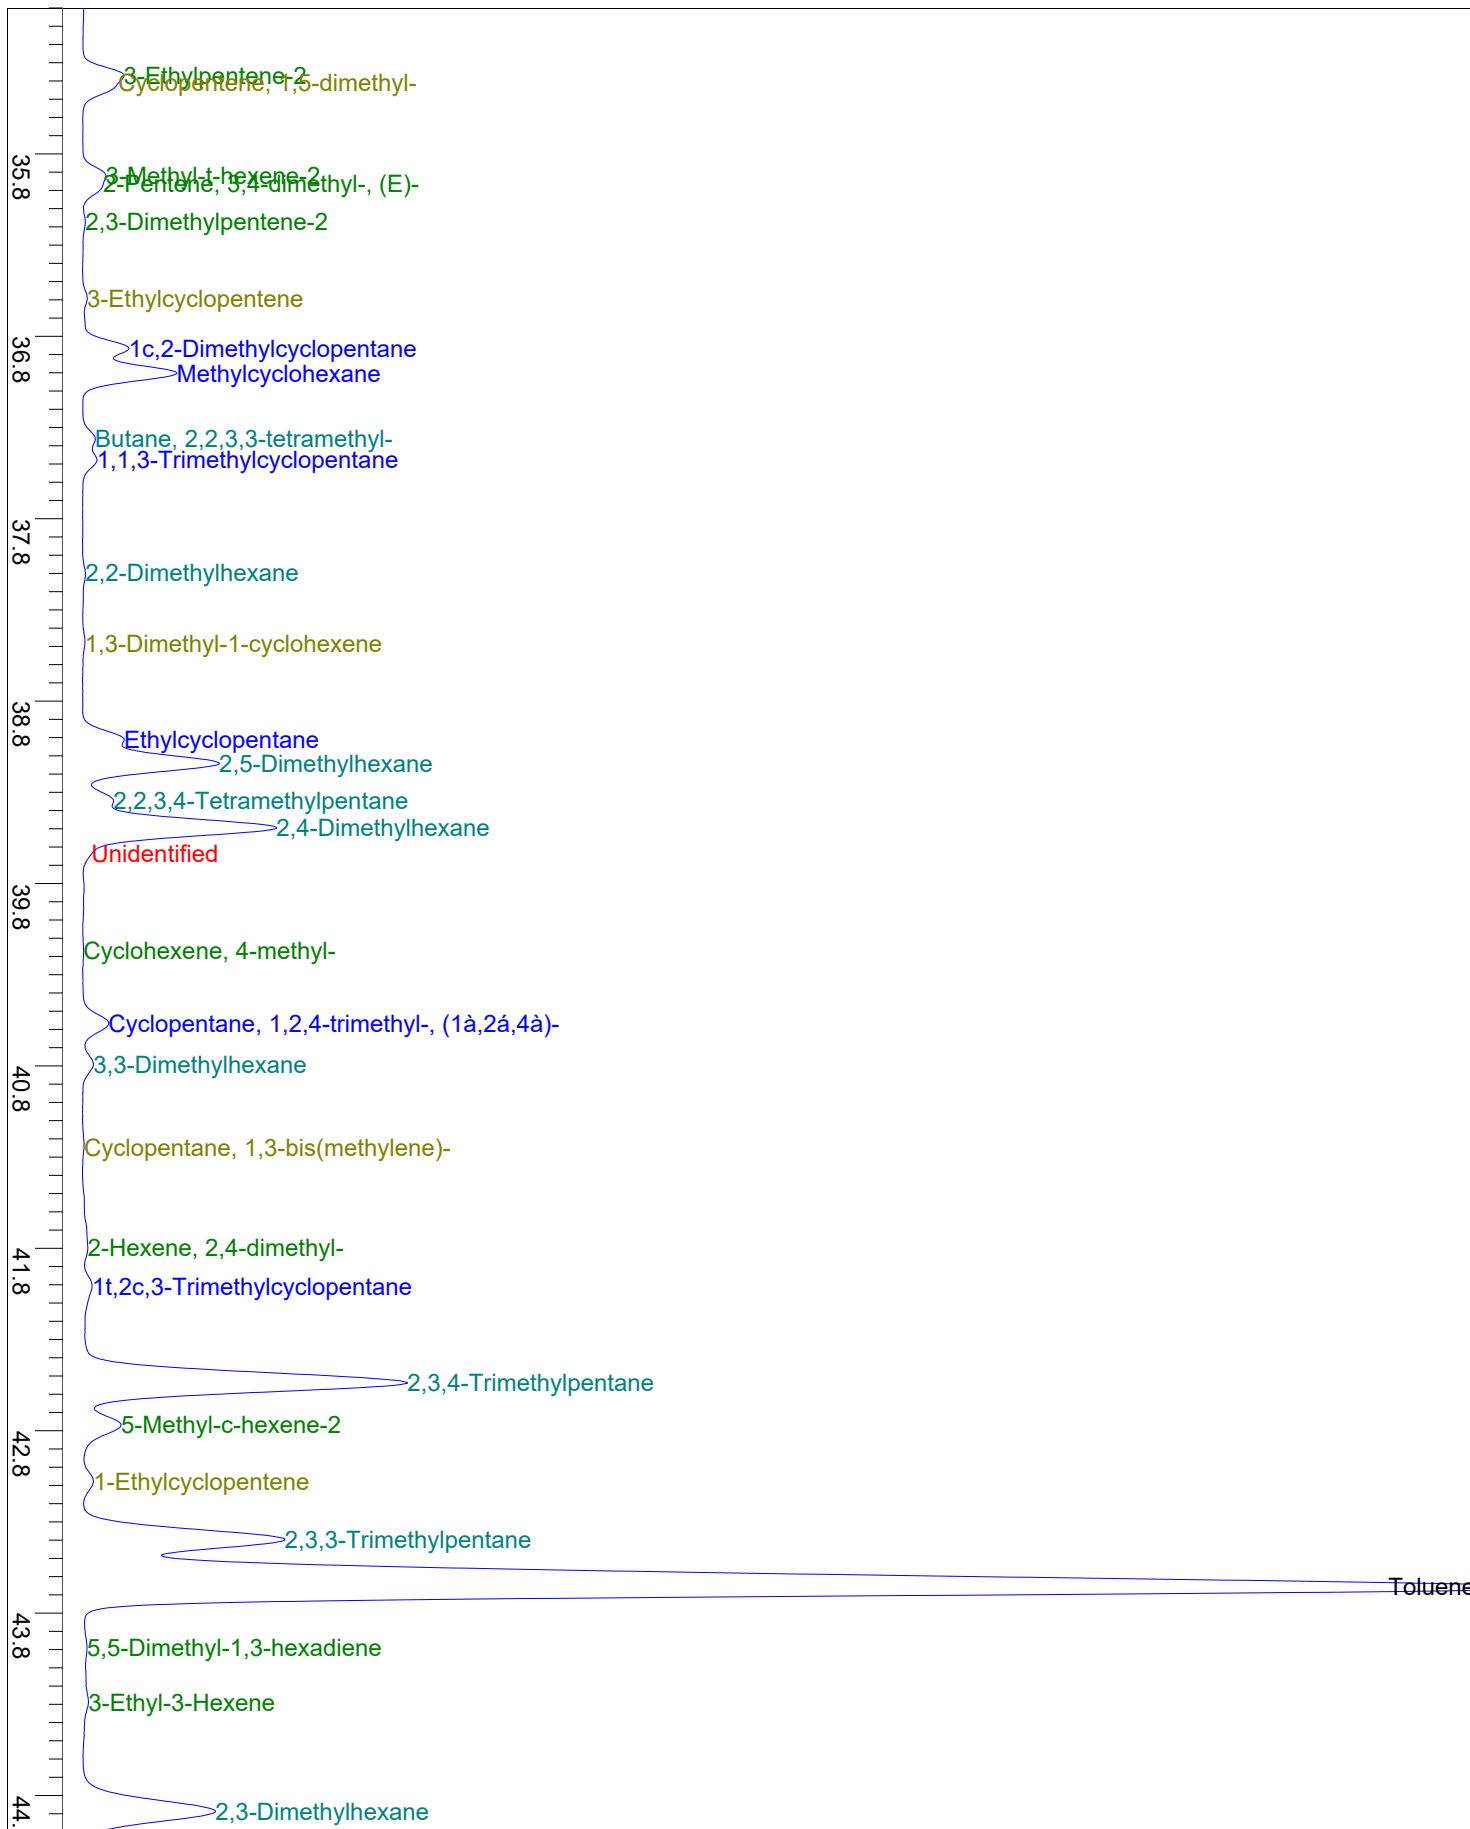 3-Ethylpentene-2
Cyclopentene, 1,5-dimethyl-
35.8
3-Methyl-t-hexene-2
2-Pentene, 3,4-dimethyl-, (E)-
2,3-Dimethylpentene-2
3-Ethylcyclopentene
36.8
1c,2-Dimethylcyclopentane
Methylcyclohexane
Butane, 2,2,3,3-tetramethyl-
1,1,3-Trimethylcyclopentane
37.8
2,2-Dimethylhexane
1,3-Dimethyl-1-cyclohexene
38.8
Ethylcyclopentane
2,5-Dimethylhexane
2,2,3,4-Tetramethylpentane
2,4-Dimethylhexane
Unidentified
39.8
Cyclohexene, 4-methyl-
Cyclopentane, 1,2,4-trimethyl-, (1à,2á,4à)-
3,3-Dimethylhexane
40.8
Cyclopentane, 1,3-bis(methylene)-
2-Hexene, 2,4-dimethyl-
41.8
1t,2c,3-Trimethylcyclopentane
2,3,4-Trimethylpentane
5-Methyl-c-hexene-2
42.8
1-Ethylcyclopentene
2,3,3-Trimethylpentane
Toluene
43.8
5,5-Dimethyl-1,3-hexadiene
3-Ethyl-3-Hexene
44.
2,3-Dimethylhexane